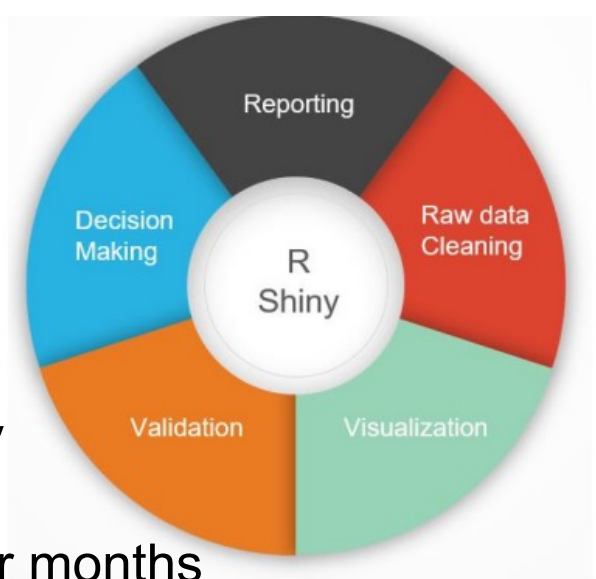 Reporting
Decision
Making
Raw data
Cleaning
R
Shiny
Validation
Visualization
r months